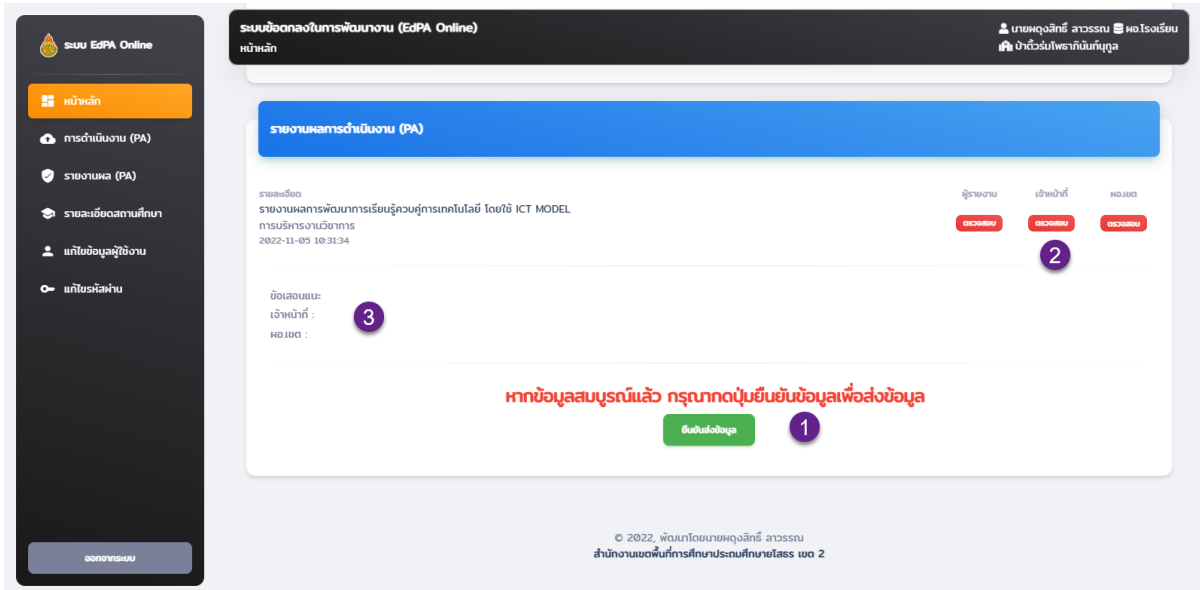 ระบบ EdPA Online
หน้าหลัก
การดำเนินงาน (PA)
รายงานผล (PA)
รายละเอียดสถานศึกษา
แก้ไขข้อมูลผู้ใช้งาน
แก้ไขรหัสผ่าน
ออกจากระบบ
ระบบข้อตกลงในการพัฒนางาน (EdPA Online)
หน้าหลัก
นายผดุงสิทธิ์ ลาวรรณ ผอ.โรงเรียน
ป่าติ้วร่มโพธาภินันท์นุกูล
รายงานผลการดำเนินงาน (PA)
รายละเอียด ผู้รายงาน เจ้าหน้าที่ ผอ.เขต
รายงานผลการพัฒนาการเรียนรู้ควบคู่การเทคโนโลยี โดยใช้ ICT MODEL
การบริหารงานวิชาการ
2022-11-05 10:31:34
ตรวจสอบ ตรวจสอบ ตรวจสอบ
2
ข้อเสอนแนะ
เจ้าหน้าที่ :
ผอ.เขต :
3
หากข้อมูลสมบูรณ์แล้ว กรุณากดปุ่มยืนยันข้อมูลเพื่อส่งข้อมูล
ยืนยันส่งข้อมูล
1
© 2022, พัฒนาโดยนายผดุงสิทธิ์ ลาวรรณ
สำนักงานเขตพื้นที่การศึกษาประถมศึกษายโสธร เขต 2